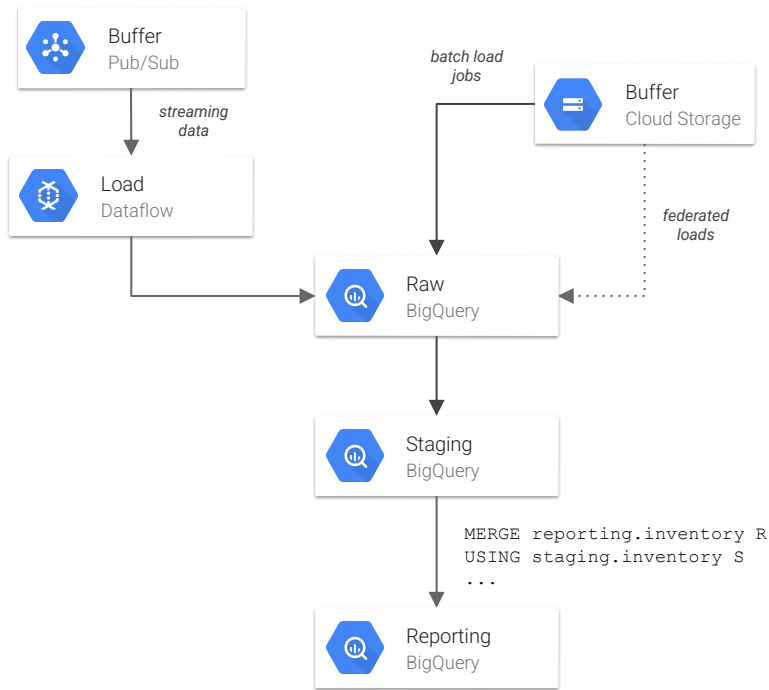 Buffer
Pub/Sub
streaming
data
Load
Dataflow
batch load
jobs
Buffer
Cloud Storage
federated
loads
Raw
BigQuery
Staging
BigQuery
MERGE reporting.inventory R
USING staging.inventory S
...
Reporting
BigQuery